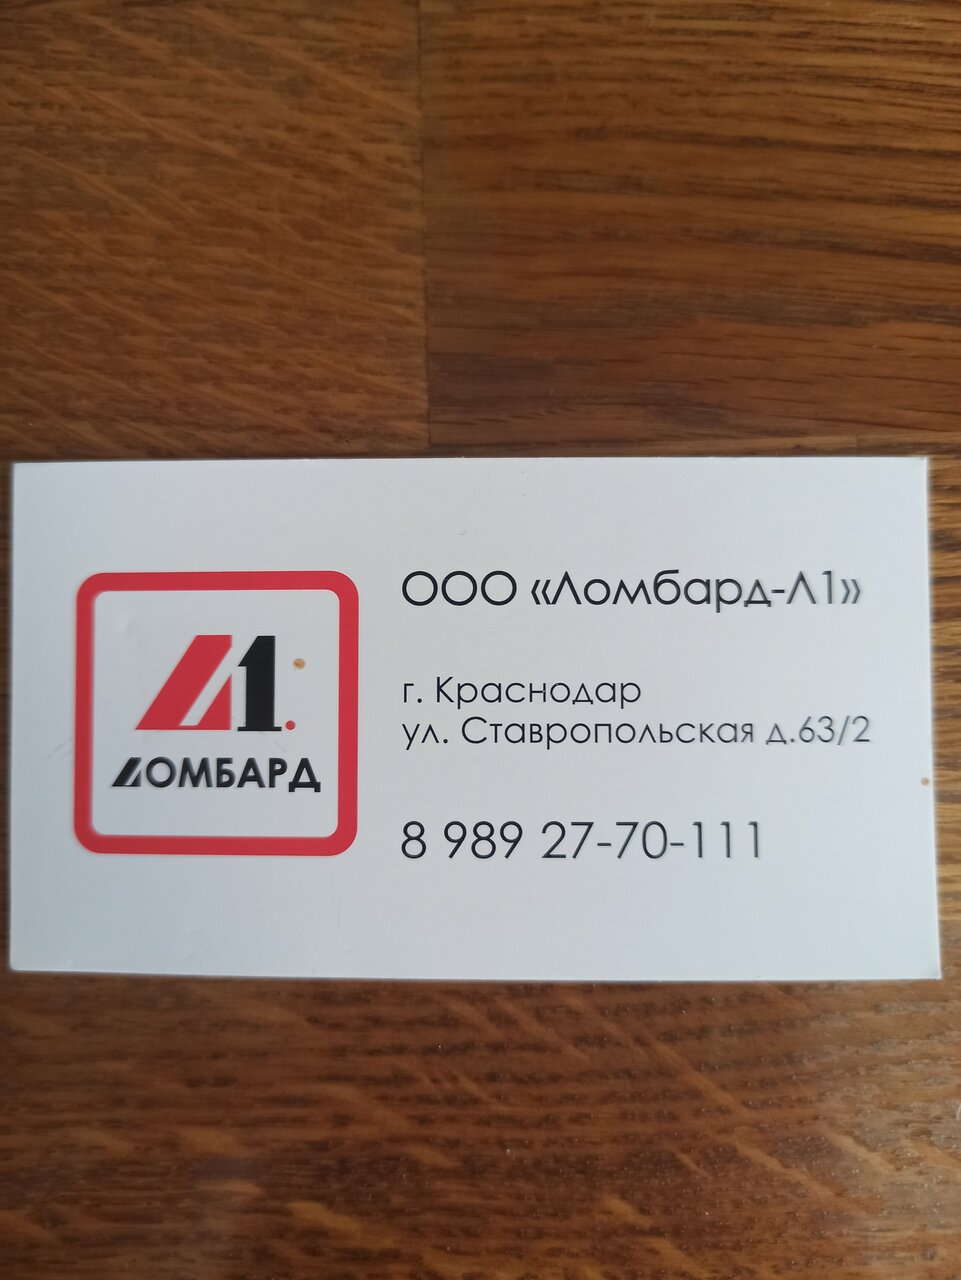 Л1.
ЛОМБАРД
ООО «Ломбард-Л1»
г. Краснодар
ул. Ставропольская д.63/2
8 989 27-70-111